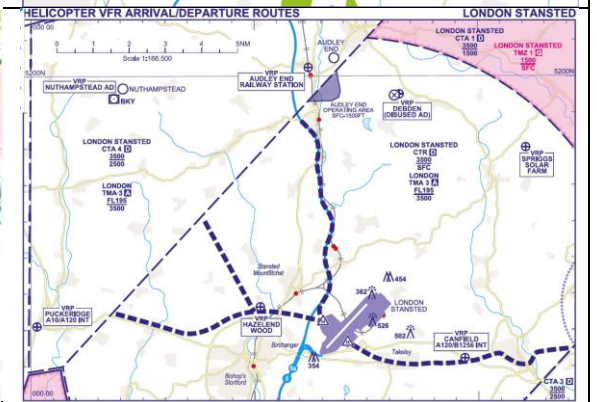 HELICOPTER VFR ARRIVAL/DEPARTURE ROUTES
LONDON STANSTED
000 00
0 1 2 3 4 5NM
Scale 1:166,500
5200N
VRP
NUTHAMPSTEAD AD
NUTHAMPSTEAD
BKY
AUDLEY
END
VRP
AUDLEY END
RAILWAY STATION
AUDLEY END
OPERATING AREA
SFC-1500FT
VRP
DEBDEN
(DISUSED AD)
LONDON STANSTED
CTA 1 D
3500
1500
LONDON STANSTED
TMZ 1 D
1500
SFC
5200N
LONDON STANSTED
CTA 4 D
3500
2500
LONDON
TMA 3 A
FL195
3500
LONDON STANSTED
CTR D
3500
SFC
LONDON
TMA 3 A
FL195
3500
VRP
SPRIGGS
SOLAR
FARM
Stansted
Mountfitchet
454
362
LONDON
STANSTED
526
502
VRP
PUCKERIDGE
A10/A120 INT
VRP
HAZELEND
WOOD
Birchanger
354
Takeley
VRP
CANFIELD
A120/B1256 INT
Bishop's
Stortford
000:00
CTA 3 D
3500
2500